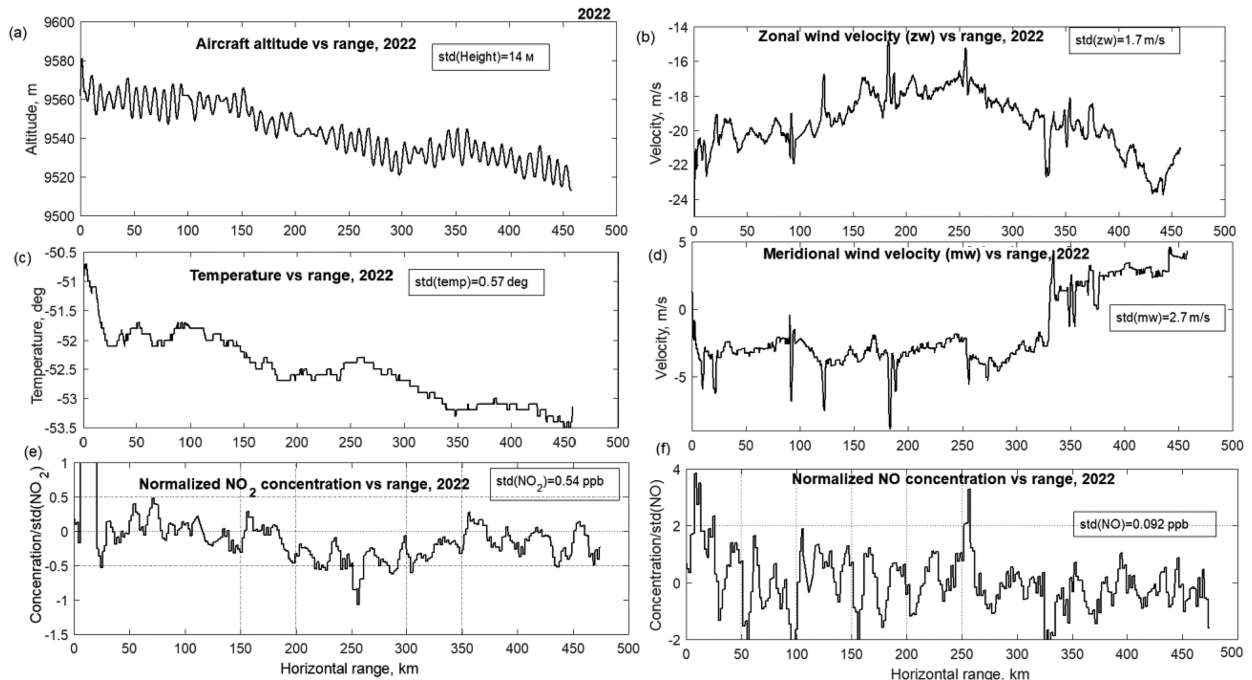 2022
(a)
Aircraft altitude vs range, 2022
std(Height)=14 м
Altitude, m
9600
9580
9560
9540
9520
9500
0 50 100 150 200 250 300 350 400 450 500
(b)
Zonal wind velocity (zw) vs range, 2022
std(zw)=1.7 m/s
Velocity, m/s
-14
-16
-18
-20
-22
-24
0 50 100 150 200 250 300 350 400 450 500
(c)
Temperature vs range, 2022
std(temp)=0.57 deg
Temperature, deg
-50.5
-51
-51.5
-52
-52.5
-53
-53.5
0 50 100 150 200 250 300 350 400 450 500
(d)
Meridional wind velocity (mw) vs range, 2022
std(mw)=2.7 m/s
Velocity, m/s
5
0
-5
0 50 100 150 200 250 300 350 400 450 500
(e)
Normalized NO2 concentration vs range, 2022
std(NO2)=0.54 ppb
Concenration/std(NO2)
1
0.5
0
-0.5
-1
-1.5
0 50 100 150 200 250 300 350 400 450 500
Horizontal range, km
(f)
Normalized NO concentration vs range, 2022
std(NO)=0.092 ppb
Concentration/std(NO)
4
2
0
-2
0 50 100 150 200 250 300 350 400 450 500
Horizontal range, km